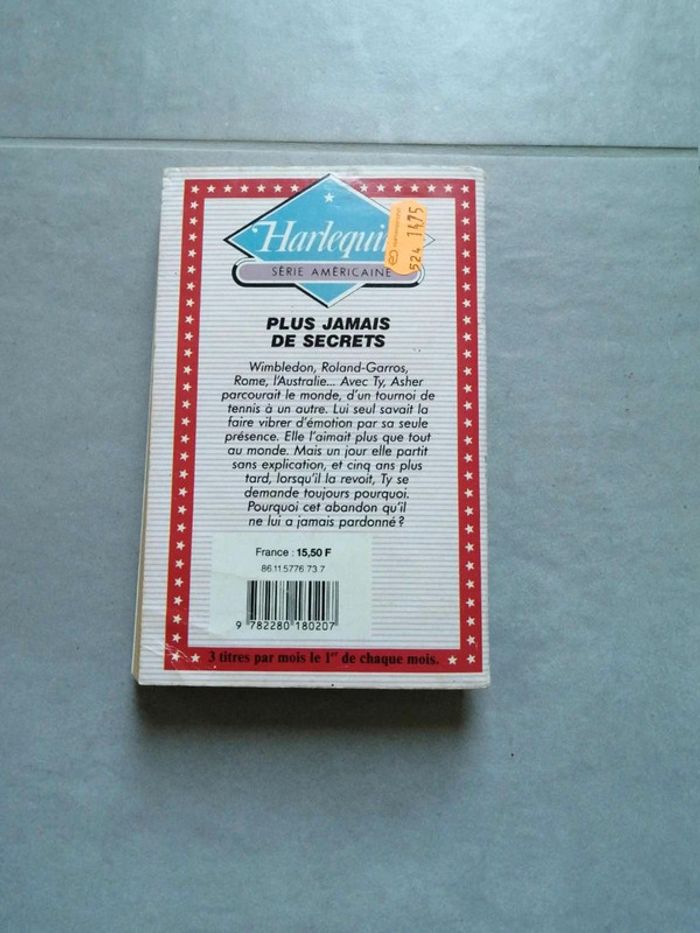 Harlequin
SÉRIE AMÉRICAINE
524 14,75
PLUS JAMAIS
DE SECRETS
Wimbledon, Roland-Garros,
Rome, l'Australie... Avec Ty, Asher
parcourait le monde, d'un tournoi de
tennis à un autre. Lui seul savait la
faire vibrer d'émotion par sa seule
présence. Elle l'aimait plus que tout
au monde. Mais un jour elle partit
sans explication, et cinq ans plus
tard, lorsqu'il la revoit, Ty se
demande toujours pourquoi.
Pourquoi cet abandon qu'il
ne lui a jamais pardonné ?
France : 15,50 F
86.11.5776.73.7
9 782280 180207
3 titres par mois le 1er de chaque mois.